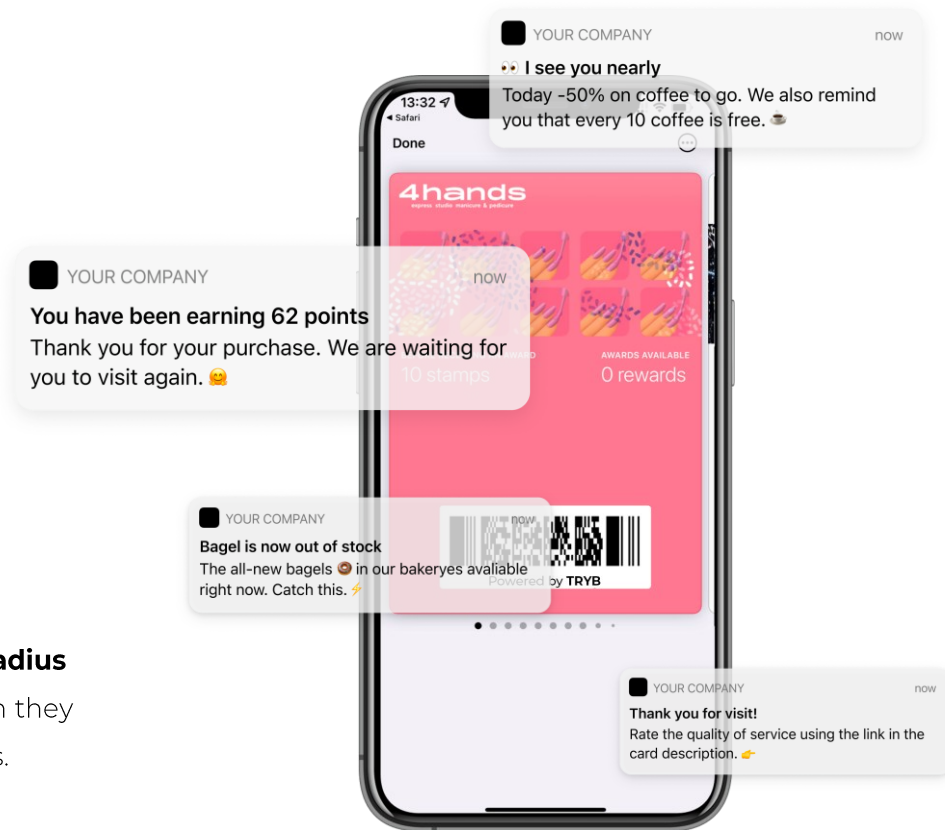 YOUR COMPANY now
👀 I see you nearly
Today -50% on coffee to go. We also remind
you that every 10 coffee is free. ☕
13:32
Safari
Done
4hands
express studio manicure & pedicure
YOUR COMPANY now
You have been earning 62 points
Thank you for your purchase. We are waiting for
you to visit again. 🤗
AWARD
10 stamps
AWARDS AVAILABLE
0 rewards
YOUR COMPANY now
Bagel is now out of stock
The all-new bagels 🍩 in our bakeryes avaliable
right now. Catch this. ⚡
Powered by TRYB
adius
they
YOUR COMPANY now
Thank you for visit!
Rate the quality of service using the link in the
card description. 👉